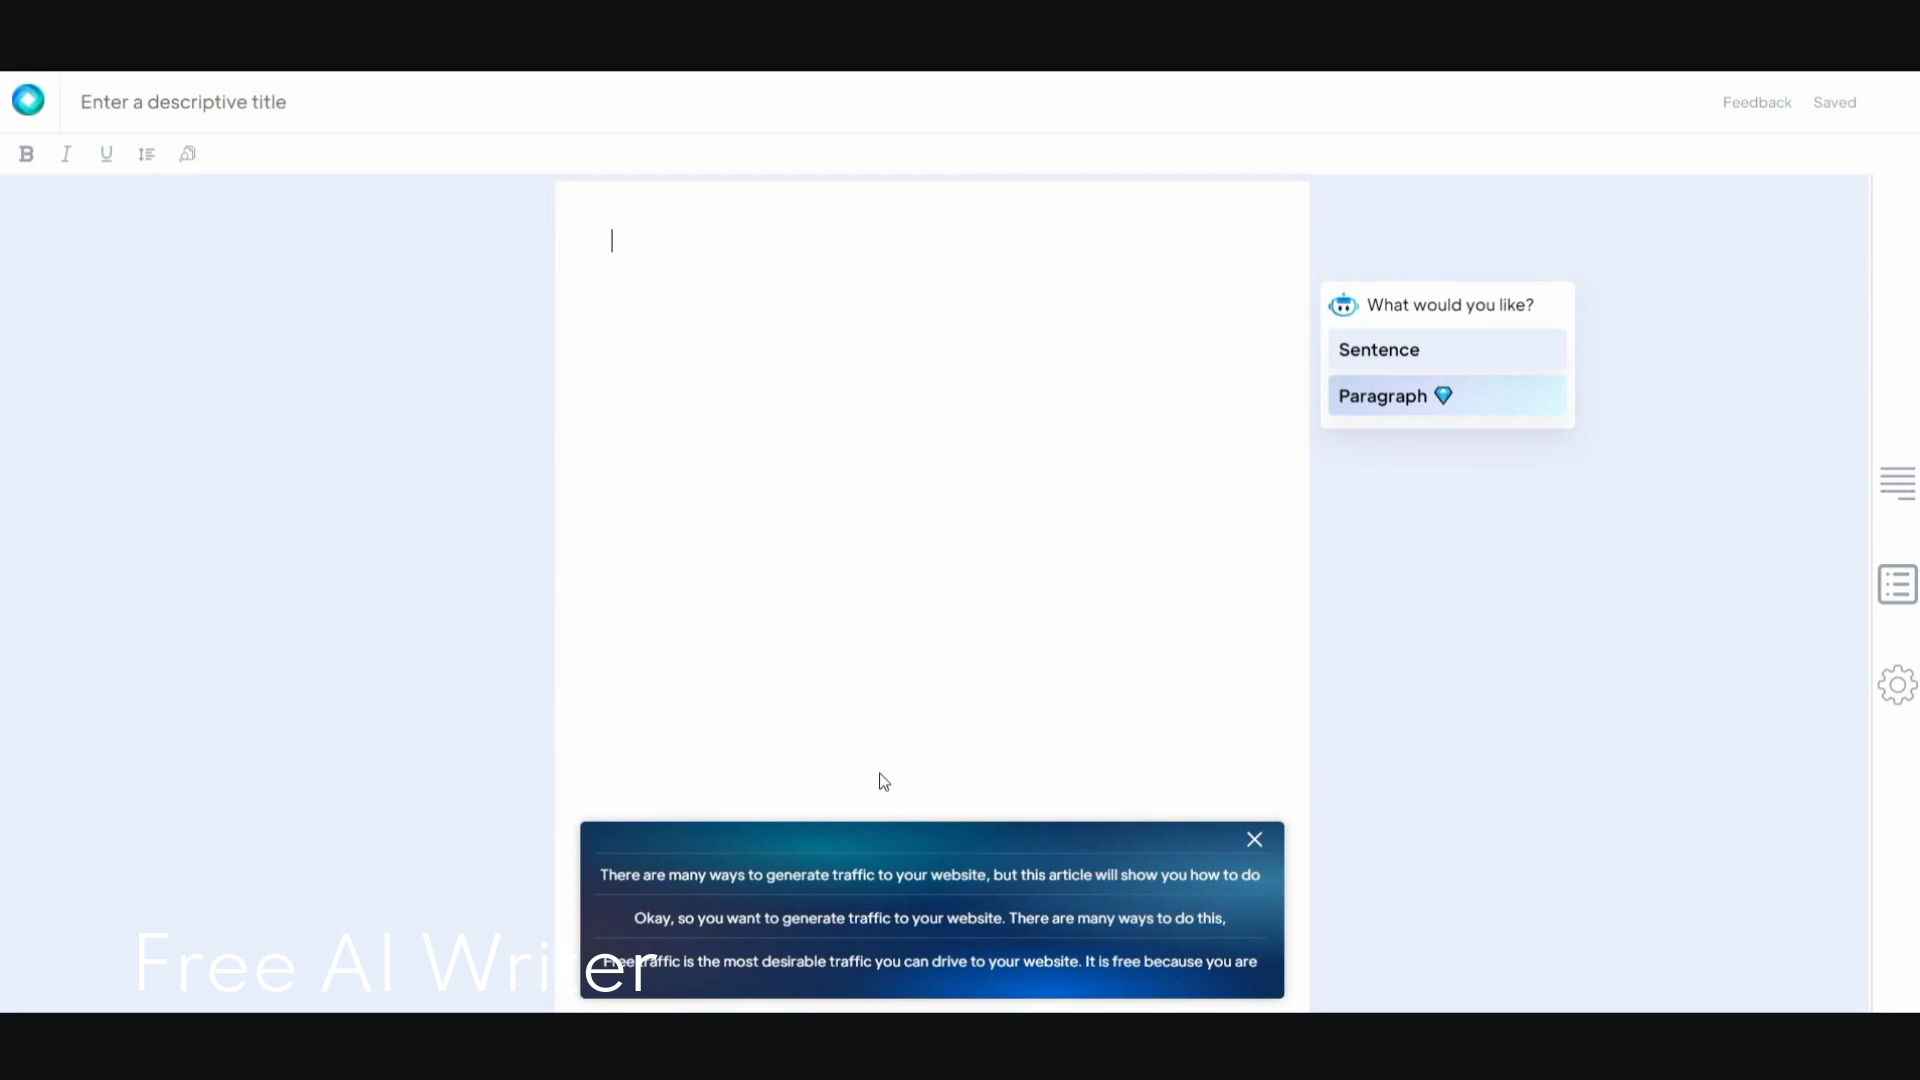 Enter a descriptive title
Feedback
Saved
B I U
What would you like?
Sentence
Paragraph
There are many ways to generate traffic to your website, but this article will show you how to do
Okay, so you want to generate traffic to your website. There are many ways to do this,
Free traffic is the most desirable traffic you can drive to your website. It is free because you are
Free AI Writer